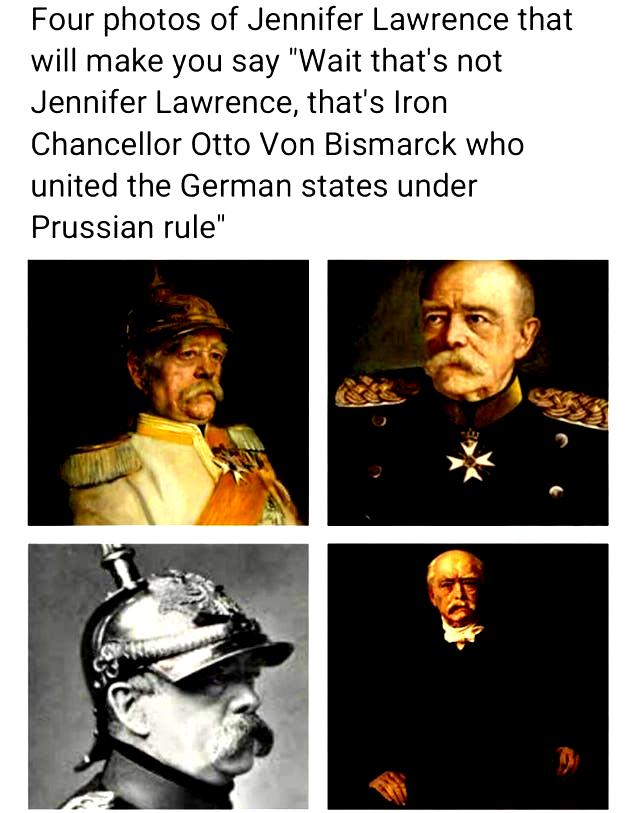 Four photos of Jennifer Lawrence that
will make you say "Wait that's not
Jennifer Lawrence, that's Iron
Chancellor Otto Von Bismarck who
united the German states under
Prussian rule"